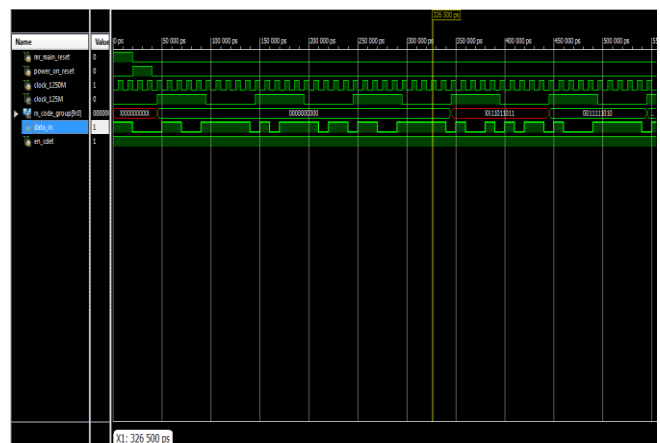 326 500 ps
Name Value 0 ps 50 000 ps 100 000 ps 150 000 ps 200 000 ps 250 000 ps 300 000 ps 350 000 ps 400 000 ps 450 000 ps 500 000 ps
mr_main_reset 0
power_on_reset 0
clock_1250M 1
clock_125M 0
rx_code_group[9:0] 000000 XXXXXXXXXX 0000000000 XX11011011 0011111010 ...
data_in 1
en_cdet 1
X1: 326 500 ps